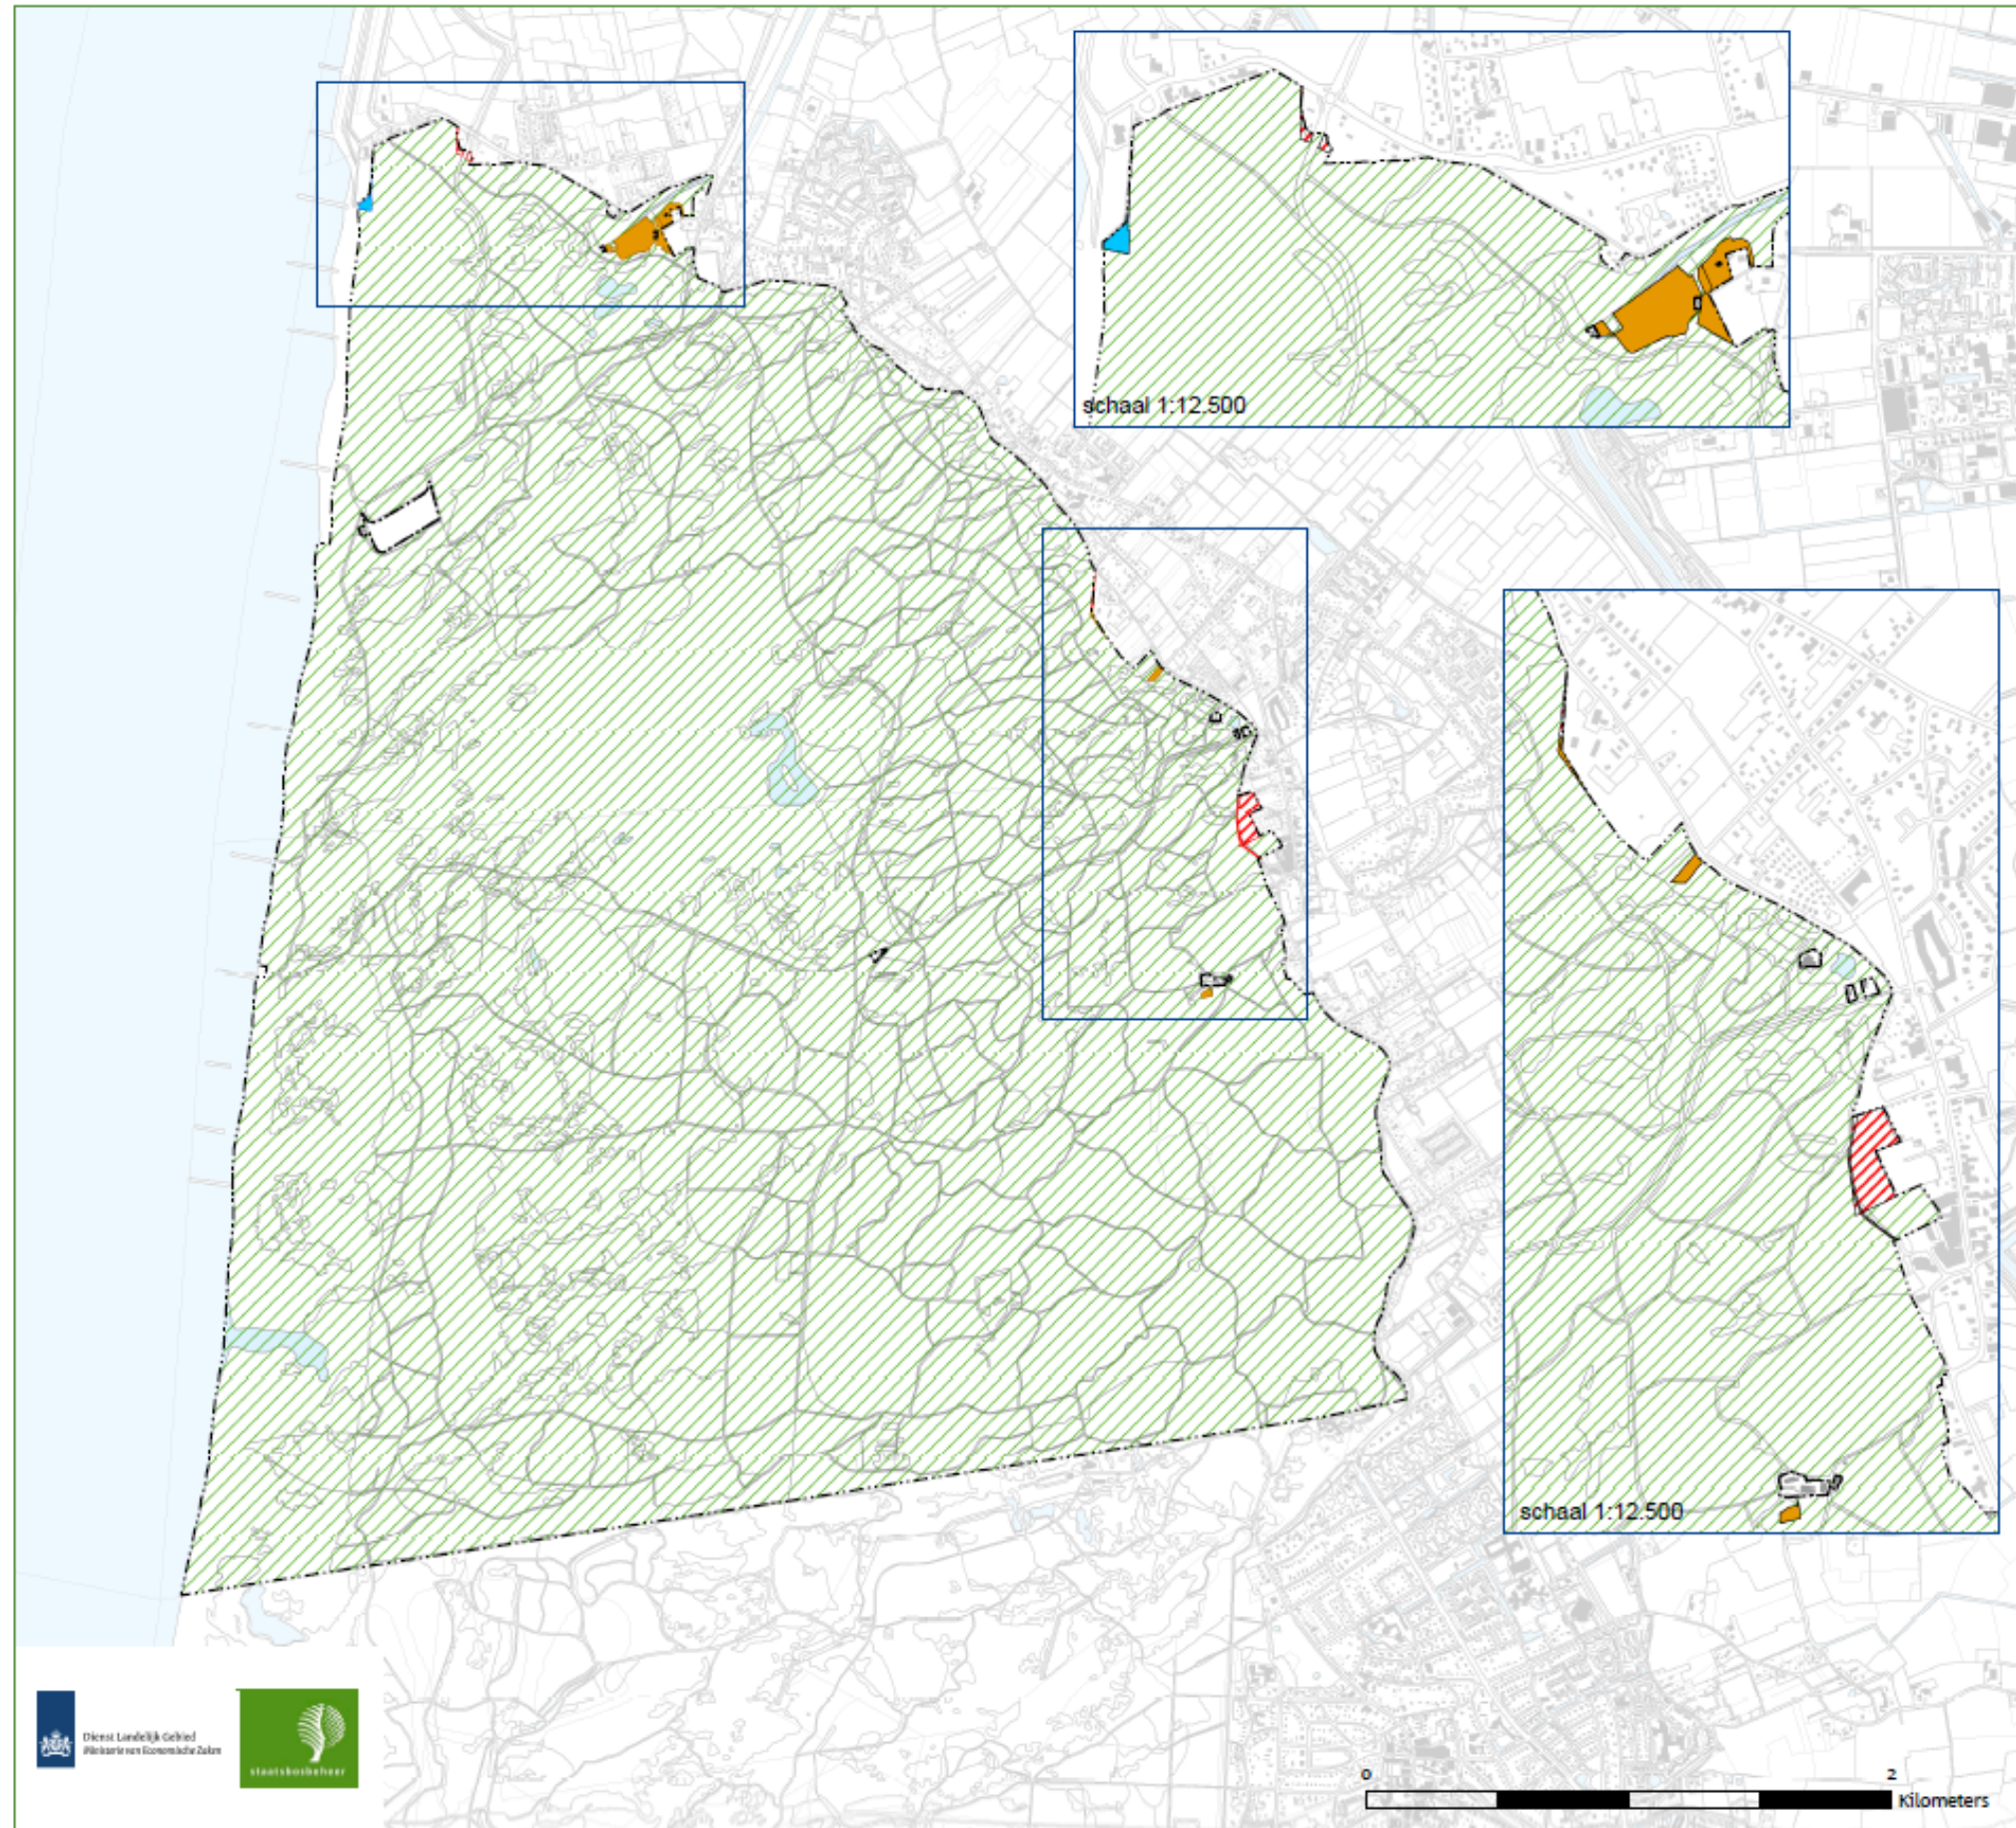 schaal 1:12.500
schaal 1:12.500
Dienst Landelijk Gebied
Ministerie van Economische Zaken
staatsbosbeheer
0 2
Kilometers